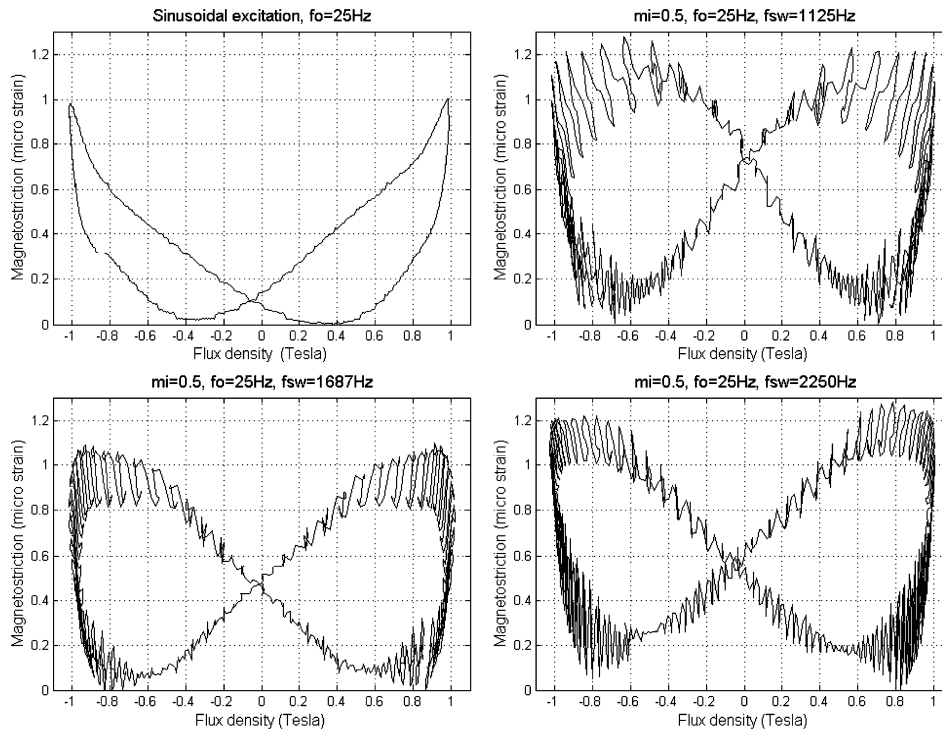 Sinusoidal excitation, fo=25Hz
Magnetostriction (micro strain)
1.2
1
0.8
0.6
0.4
0.2
0
-1 -0.8 -0.6 -0.4 -0.2 0 0.2 0.4 0.6 0.8 1
Flux density (Tesla)
mi=0.5, fo=25Hz, fsw=1125Hz
Magnetostriction (micro strain)
1.2
1
0.8
0.6
0.4
0.2
0
-1 -0.8 -0.6 -0.4 -0.2 0 0.2 0.4 0.6 0.8 1
Flux density (Tesla)
mi=0.5, fo=25Hz, fsw=1687Hz
Magnetostriction (micro strain)
1.2
1
0.8
0.6
0.4
0.2
0
-1 -0.8 -0.6 -0.4 -0.2 0 0.2 0.4 0.6 0.8 1
Flux density (Tesla)
mi=0.5, fo=25Hz, fsw=2250Hz
Magnetostriction (micro strain)
1.2
1
0.8
0.6
0.4
0.2
0
-1 -0.8 -0.6 -0.4 -0.2 0 0.2 0.4 0.6 0.8 1
Flux density (Tesla)